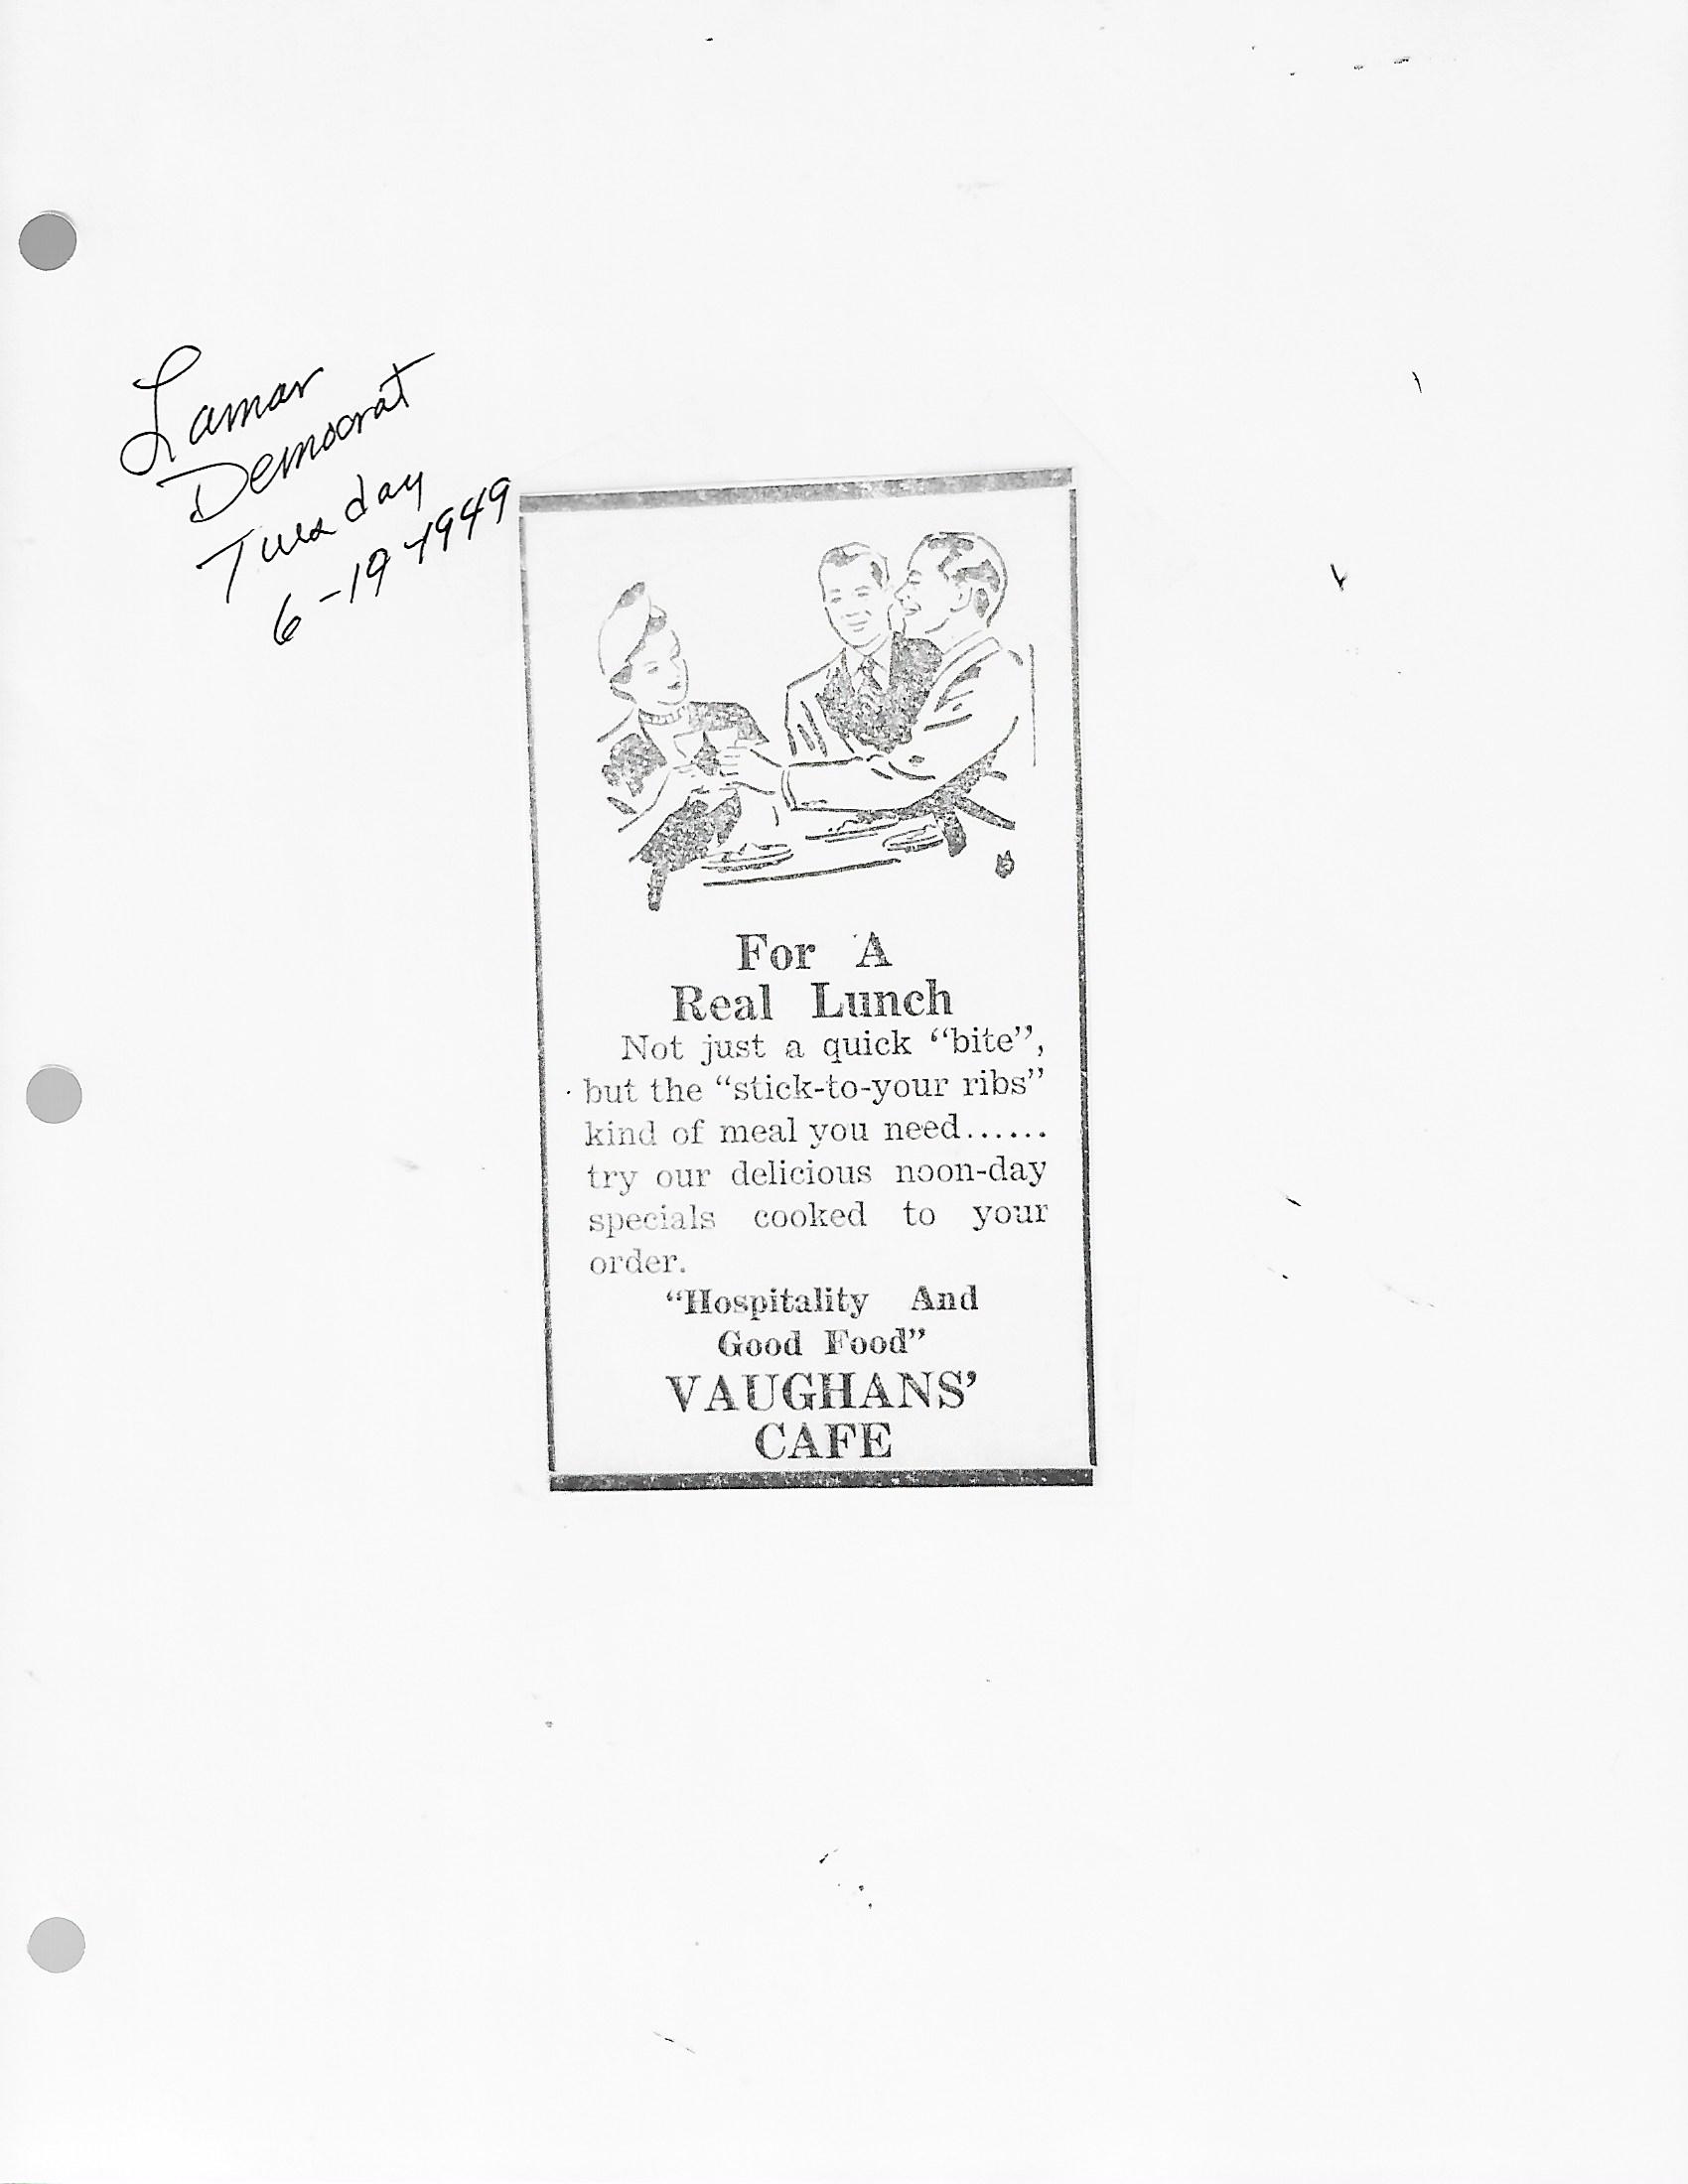 Lamar
Democrat
Tuesday
6-19-1949
For A
Real Lunch
Not just a quick “bite”,
but the “stick-to-your ribs”
kind of meal you need......
try our delicious noon-day
specials cooked to your
order.
“Hospitality And
Good Food”
VAUGHANS’
CAFE